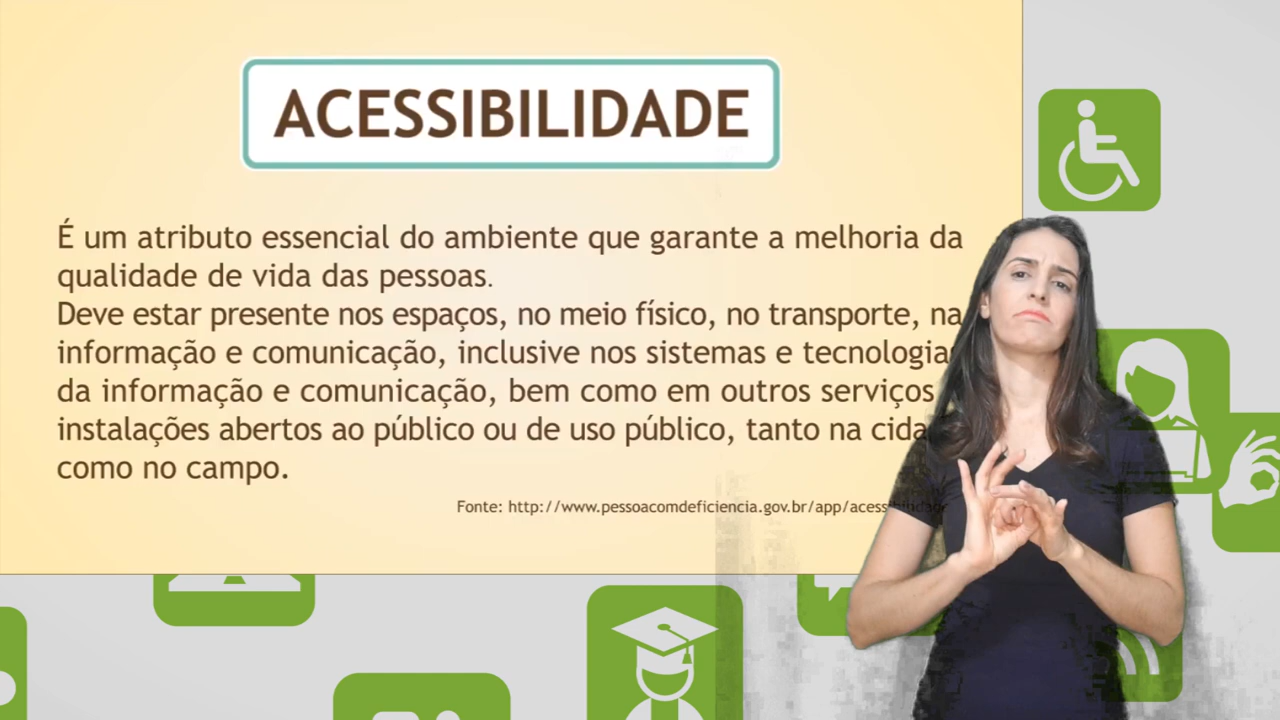 ACESSIBILIDADE
É um atributo essencial do ambiente que garante a melhoria da
qualidade de vida das pessoas.
Deve estar presente nos espaços, no meio físico, no transporte, na
informação e comunicação, inclusive nos sistemas e tecnologia
da informação e comunicação, bem como em outros serviços
instalações abertos ao público ou de uso público, tanto na cida
como no campo.
Fonte: http://www.pessoacomdeficiencia.gov.br/app/acessibilidade